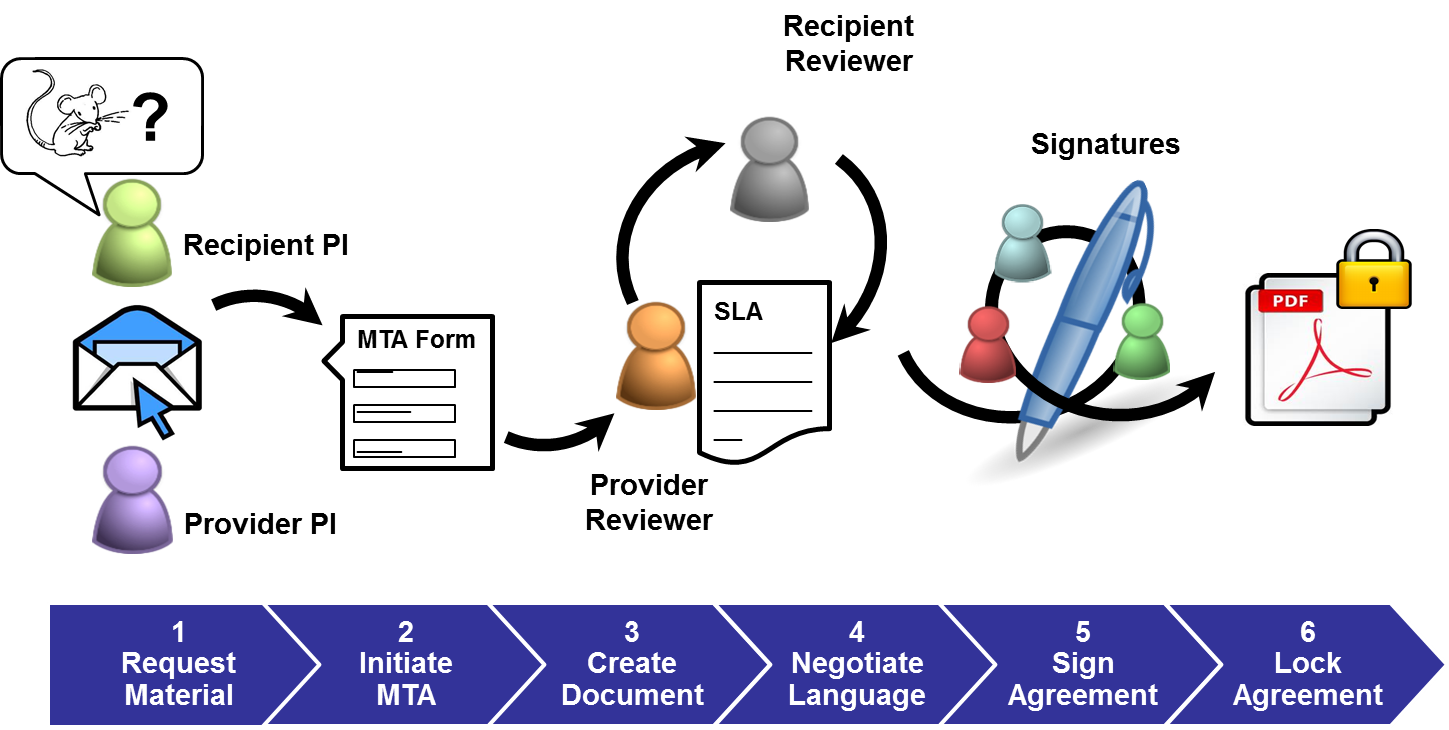 Recipient
Reviewer
?
Signatures
Recipient PI
MTA Form
SLA
PDF
Provider
Reviewer
Provider PI
1
Request
Material
2
Initiate
MTA
3
Create
Document
4
Negotiate
Language
5
Sign
Agreement
6
Lock
Agreement